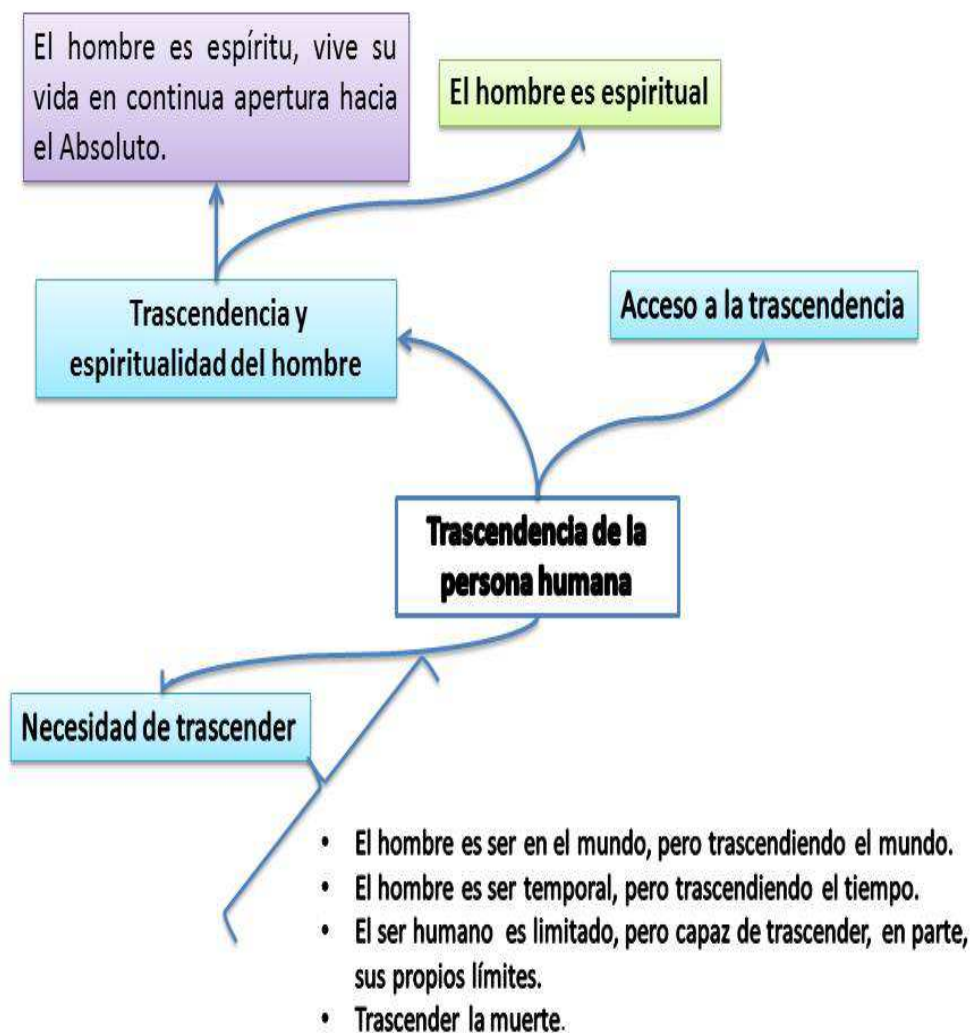 El hombre es espíritu, vive su
vida en continua apertura hacia
el Absoluto.
El hombre es espiritual
Trascendencia y
espiritualidad del hombre
Acceso a la trascendencia
Trascendencia de la
persona humana
Necesidad de trascender
• El hombre es ser en el mundo, pero trascendiendo el mundo.
• El hombre es ser temporal, pero trascendiendo el tiempo.
• El ser humano es limitado, pero capaz de trascender, en parte,
sus propios límites.
• Trascender la muerte.